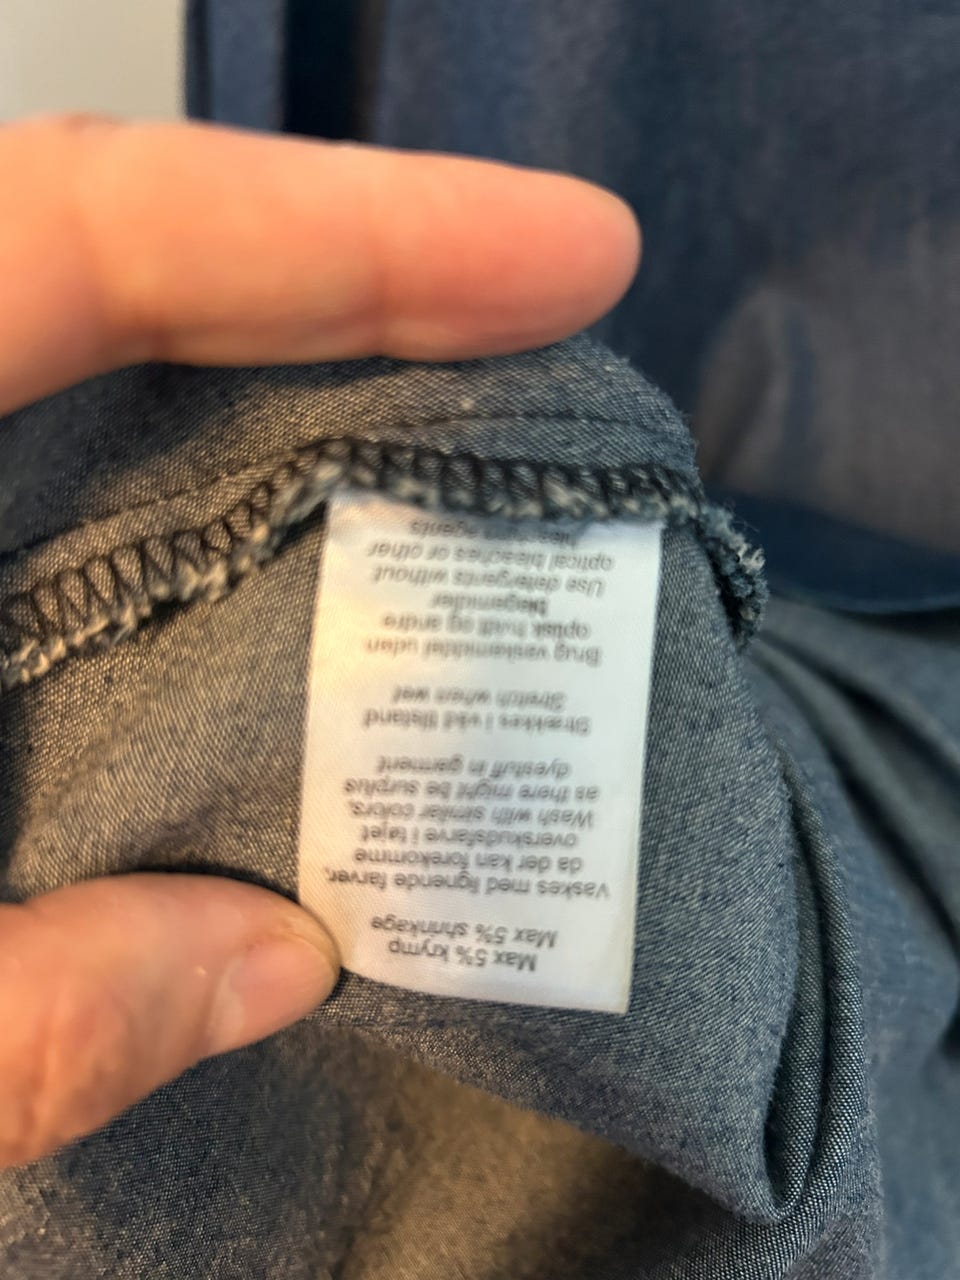 Max 5% krymp
Max 5% shrinkage
vaskes med lignende farver,
da der kan forekomme
overskudsfarve i tøjet
Wash with similar colors,
as there might be surplus
dyestuff in garment
Strækkes i våd tilstand
Stretch when wet
Brug vaskemiddel uden
optisk hvidt og andre
blegemidler
Use detergents without
optical bleaches or other
agents